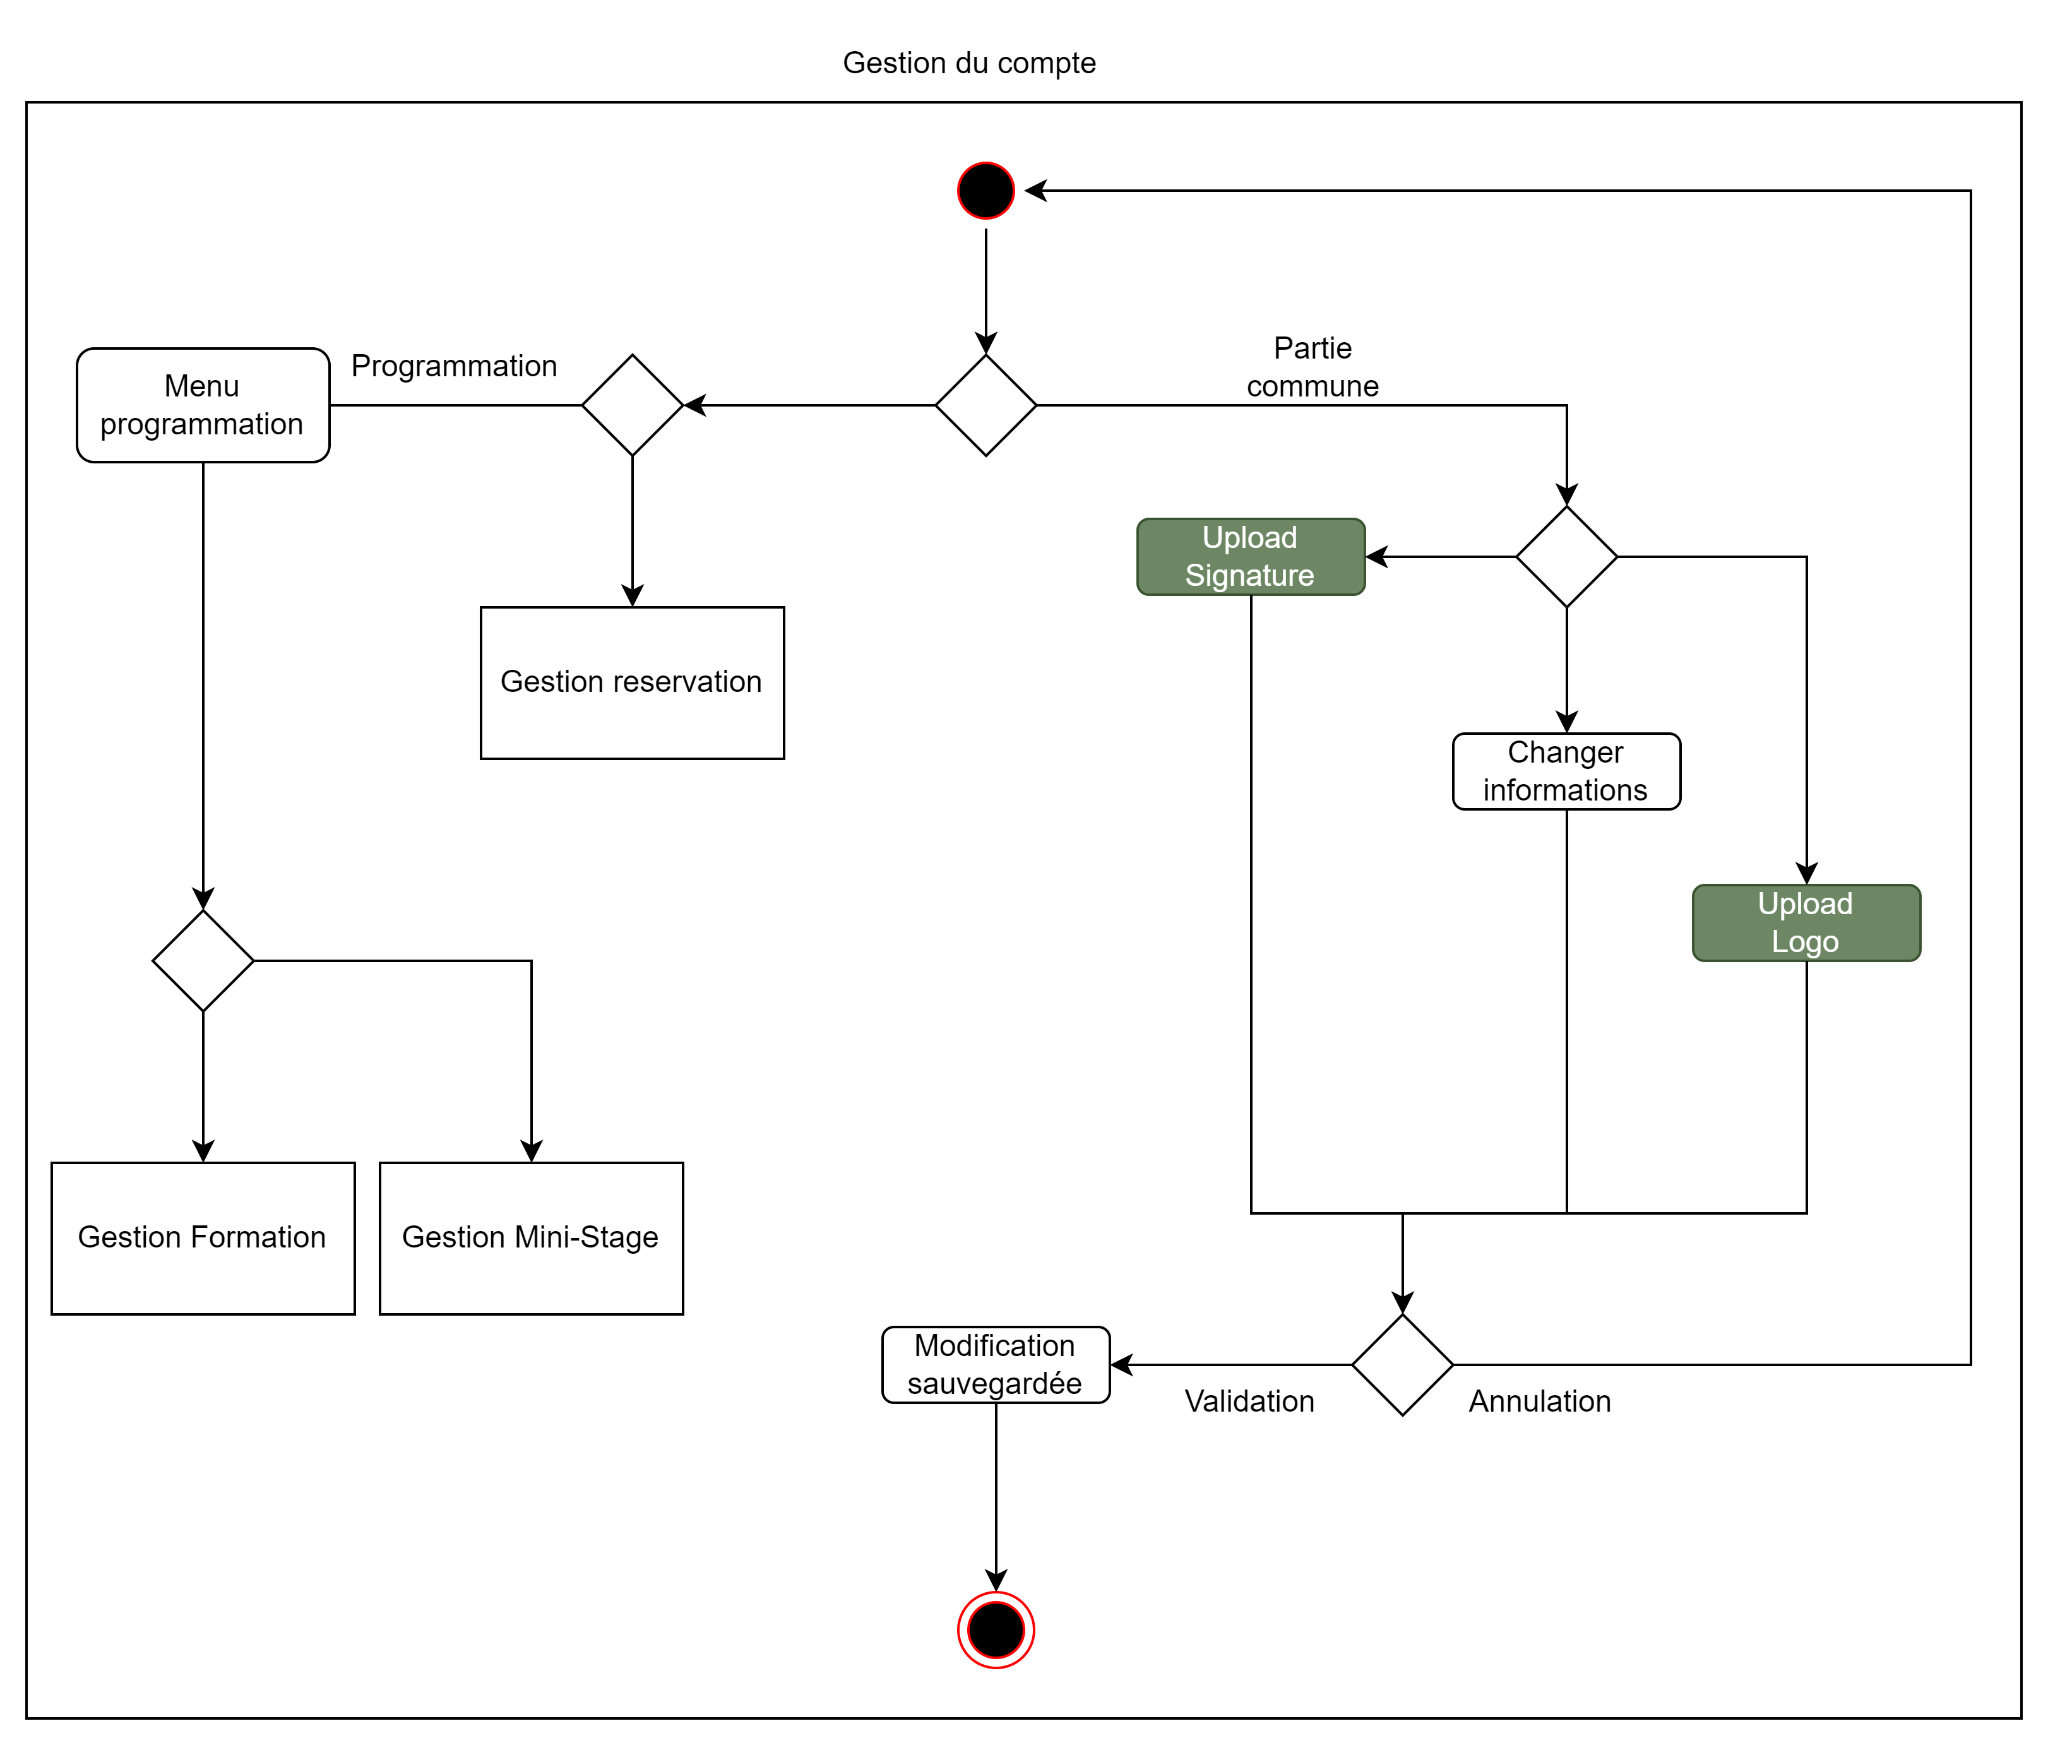 Gestion du compte
Partie
commune
Programmation
Menu
programmation
Upload
Signature
Gestion reservation
Changer
informations
Upload
Logo
Gestion Formation
Gestion Mini-Stage
Modification
sauvegardée
Validation
Annulation